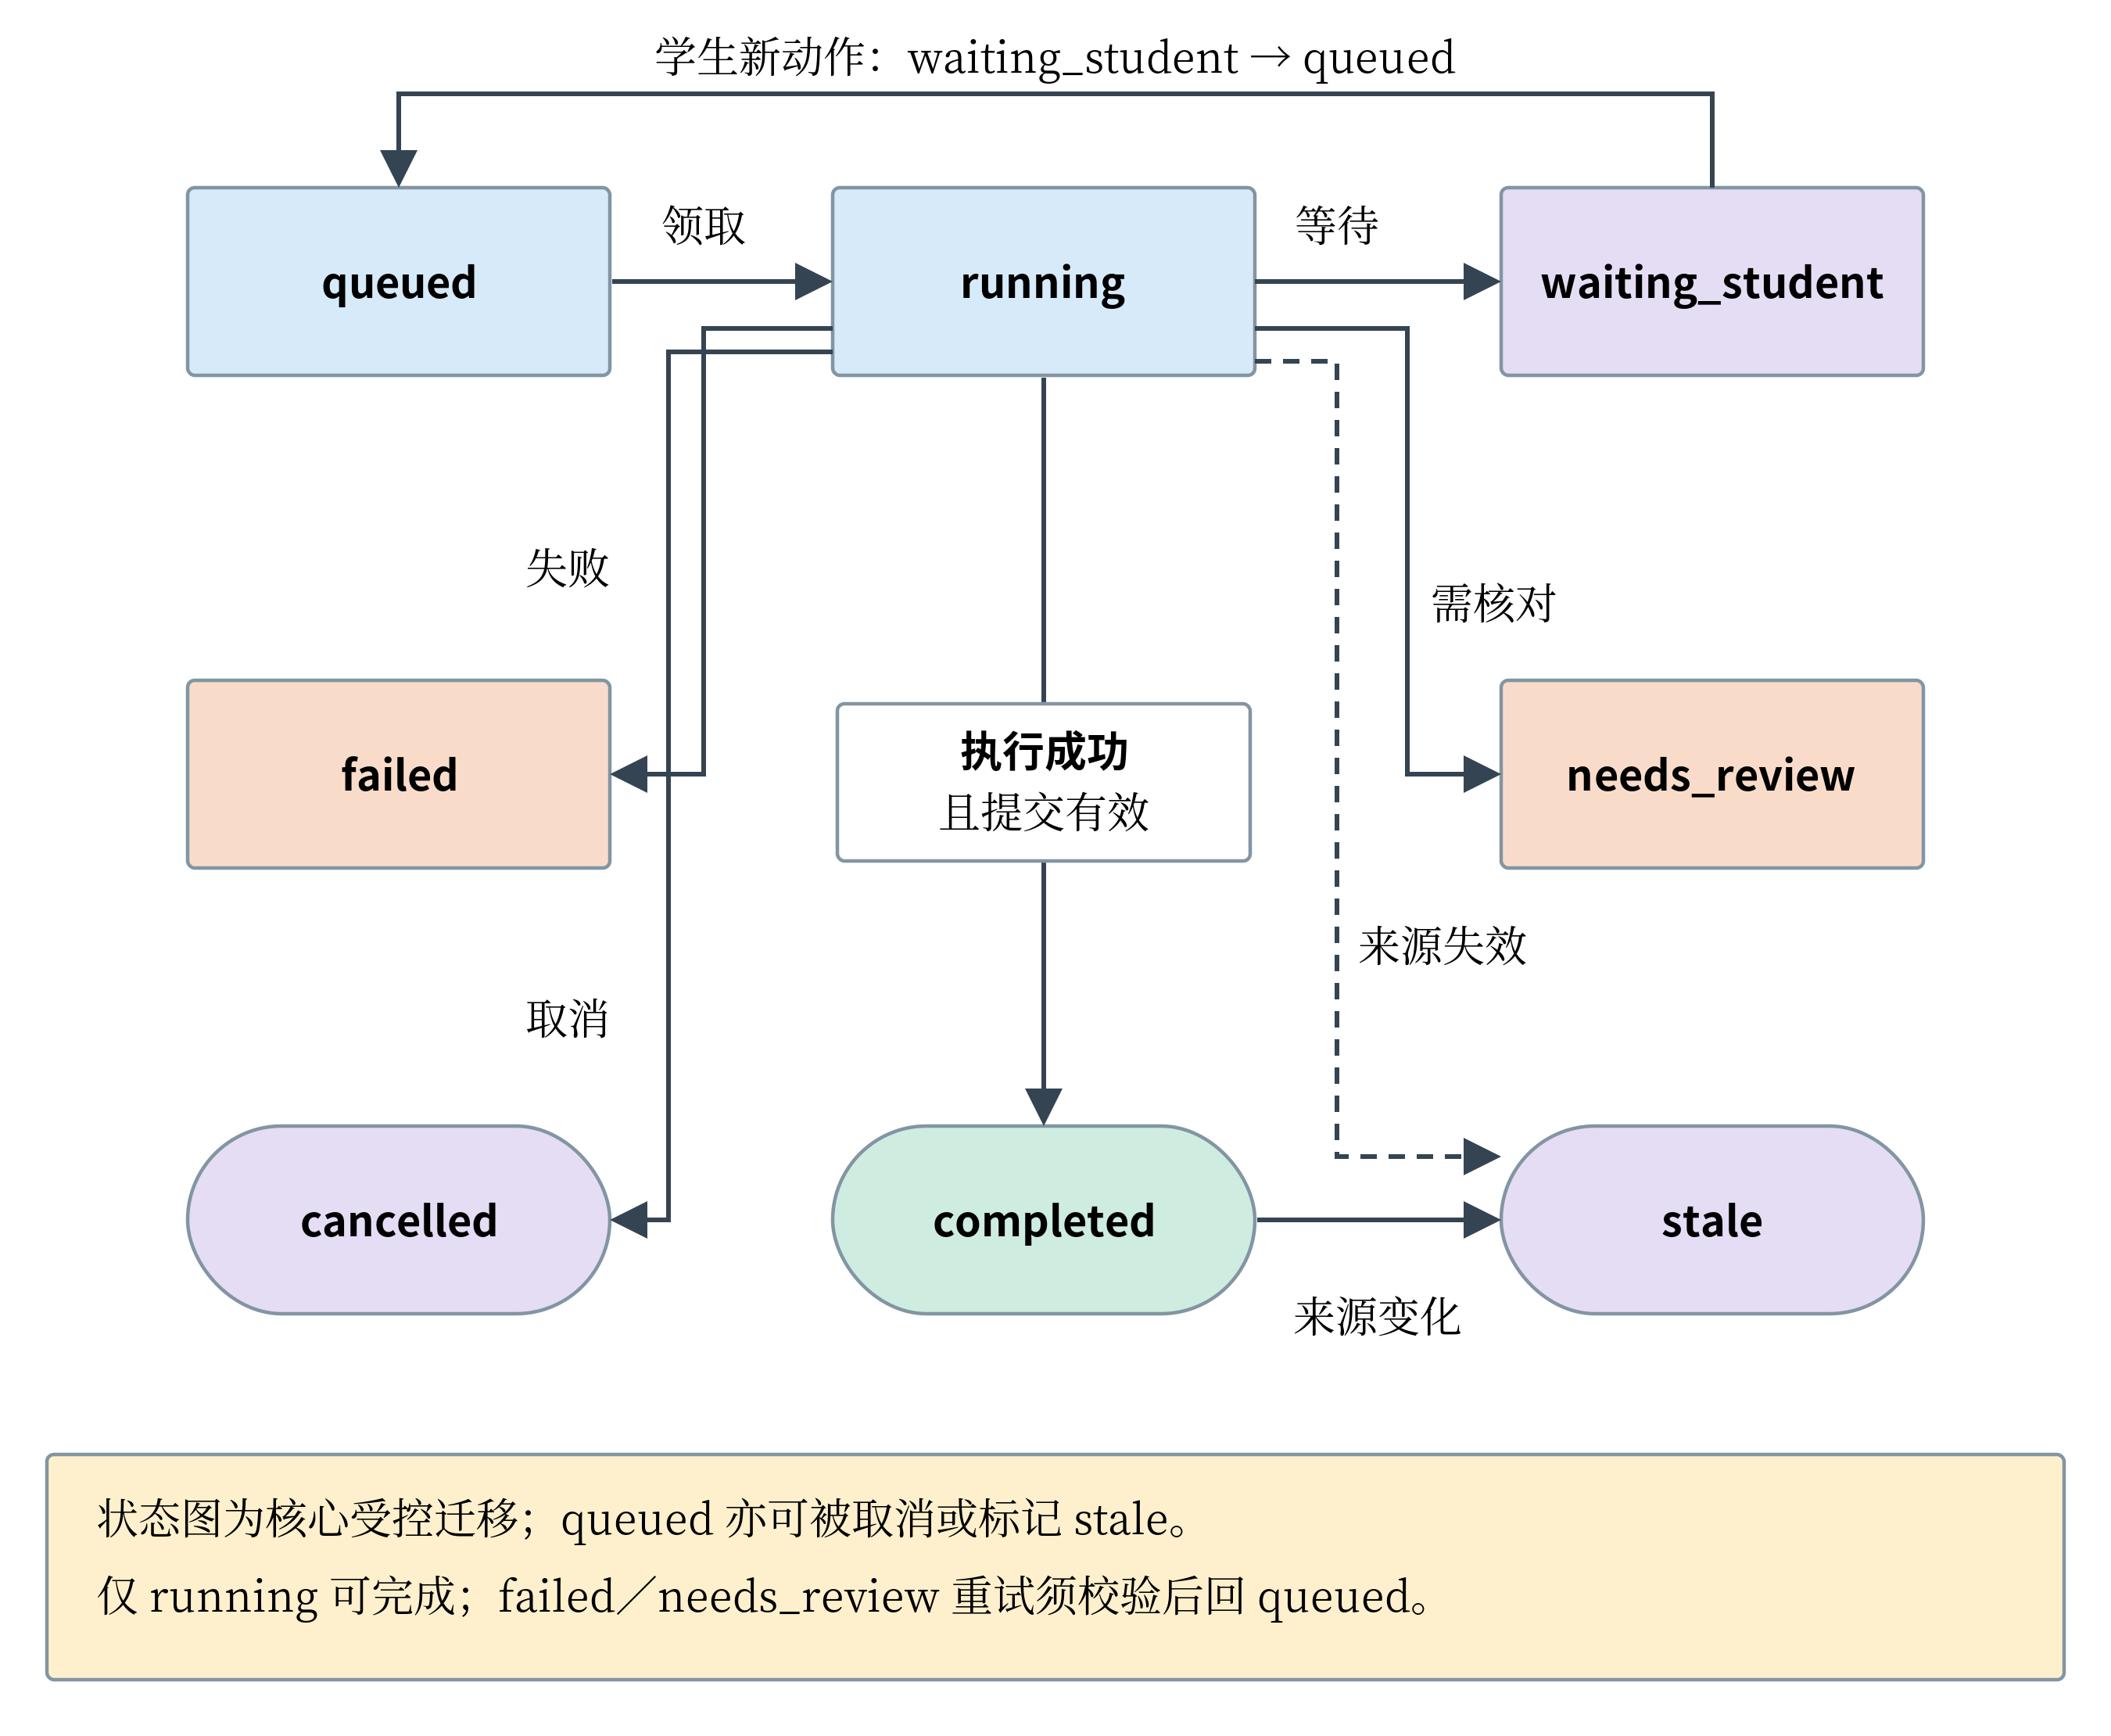 学生新动作：waiting_student → queued
领取
等待
queued
running
waiting_student
失败
需核对
failed
执行成功
且提交有效
needs_review
来源失效
取消
cancelled
completed
stale
来源变化
状态图为核心受控迁移；queued 亦可被取消或标记 stale。
仅 running 可完成；failed／needs_review 重试须校验后回 queued。